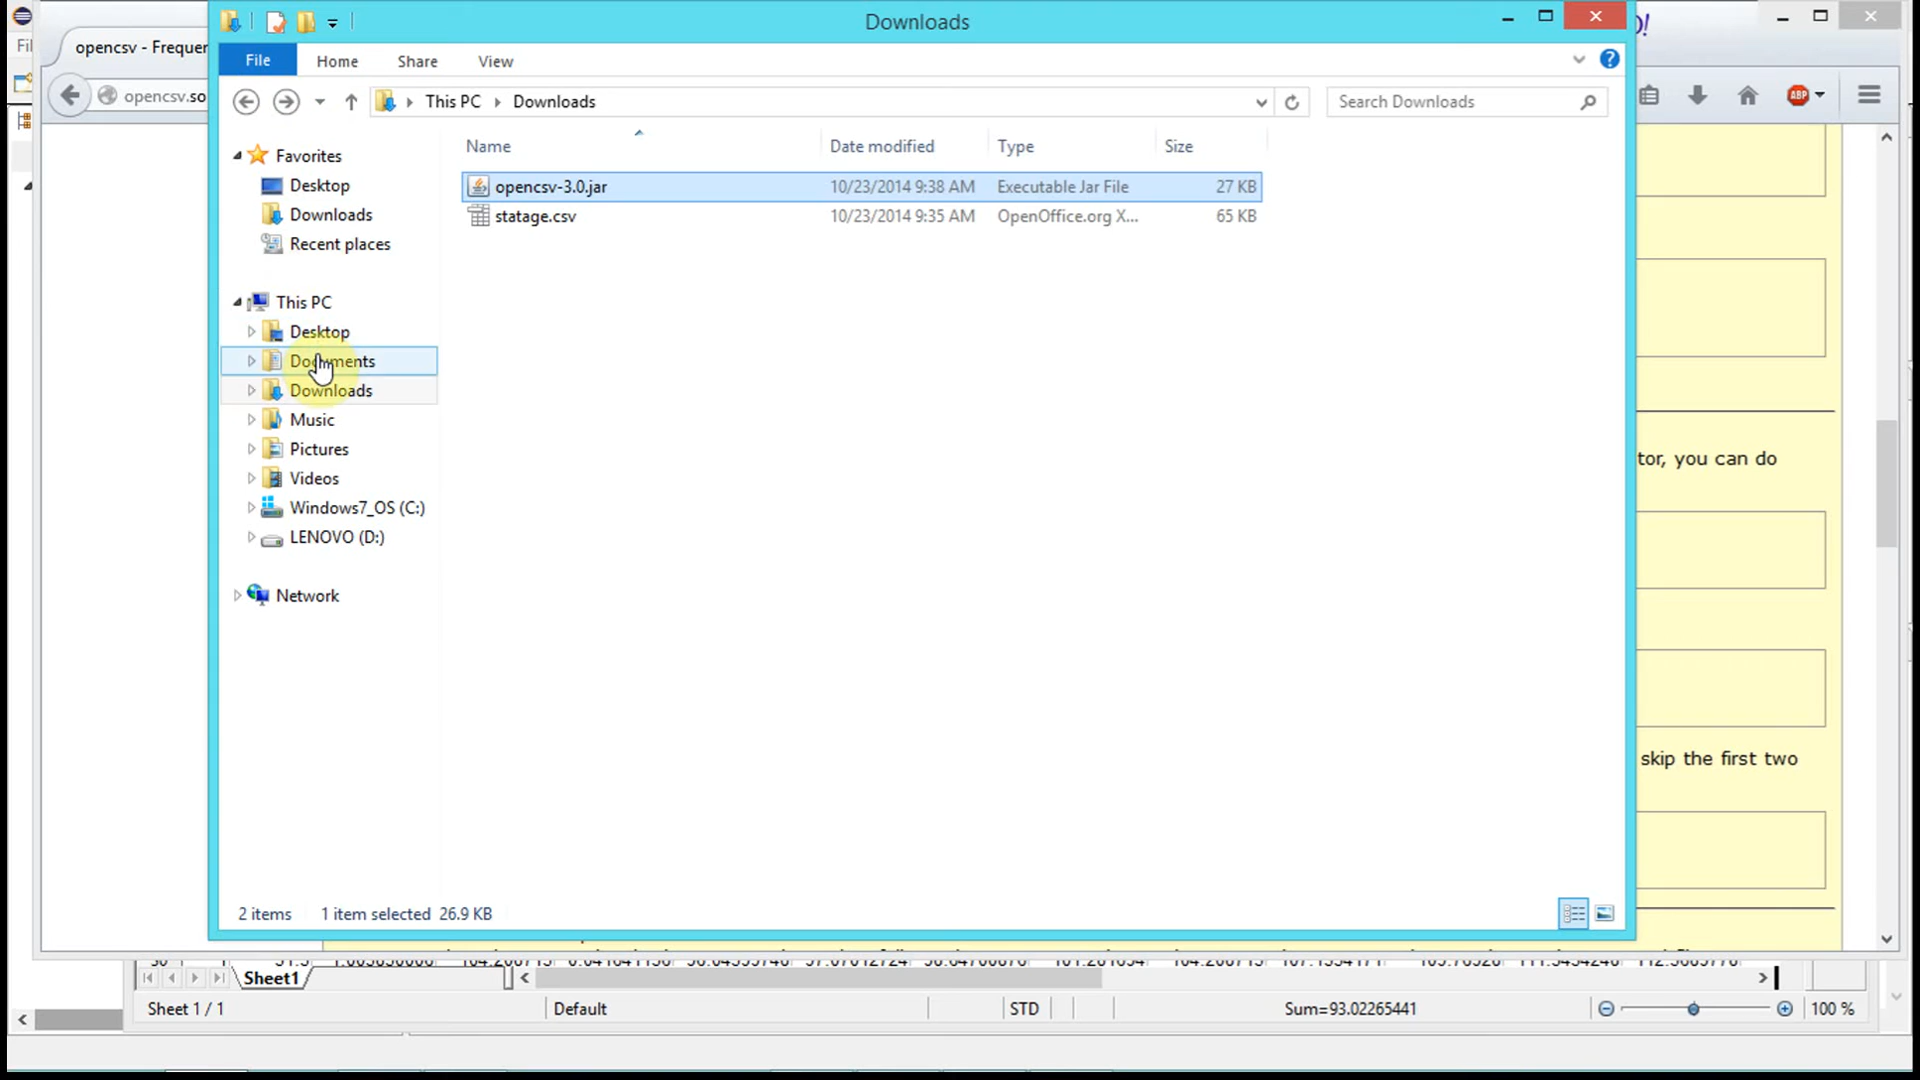 Downloads
opencsv - Frequen
File Home Share View
opencsv.so
This PC Downloads
Search Downloads
ABP
Name Date modified Type Size
Favorites
Desktop
Downloads
Recent places
opencsv-3.0.jar 10/23/2014 9:38 AM Executable Jar File 27 KB
statage.csv 10/23/2014 9:35 AM OpenOffice.org X... 65 KB
This PC
Desktop
Documents
Downloads
Music
Pictures
Videos
Windows7_OS (C:)
LENOVO (D:)
Network
tor, you can do
skip the first two
2 items 1 item selected 26.9 KB
Sheet1
Sheet 1 / 1 Default STD Sum=93.02265441 100 %